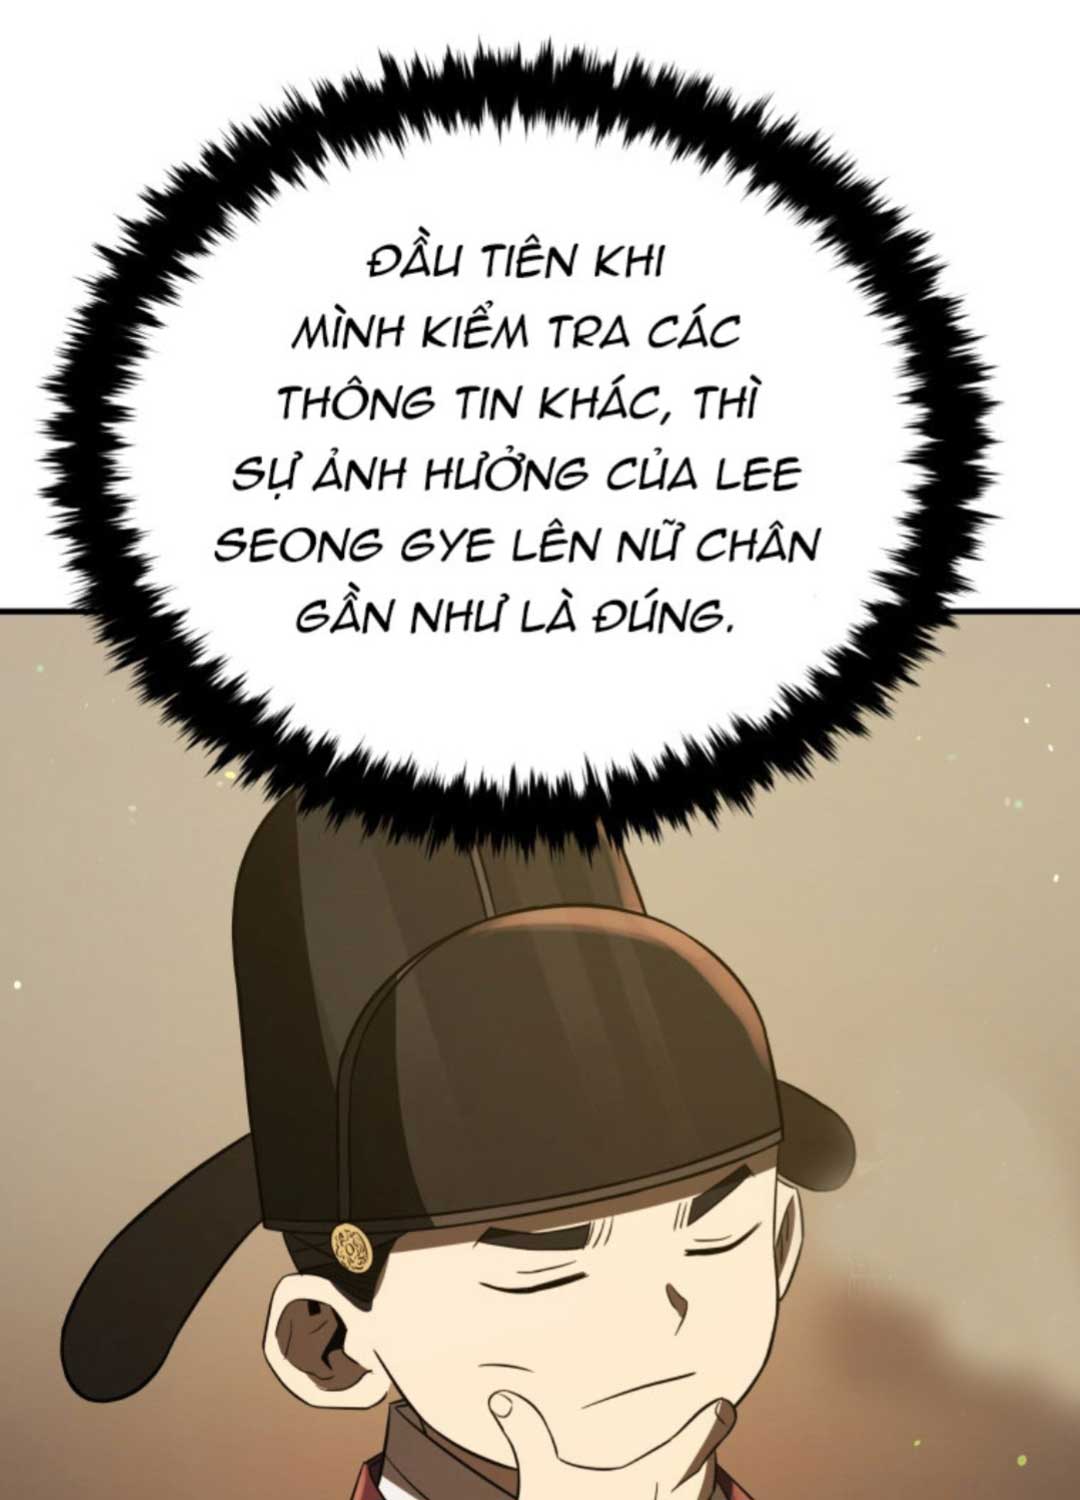 ĐẦU TIÊN KHI
MÌNH KIỂM TRA CÁC
THÔNG TIN KHÁC, THÌ
SỰ ẢNH HƯỞNG CỦA LEE
SEONG GYE LÊN NỮ CHÂN
GẦN NHƯ LÀ ĐÚNG.